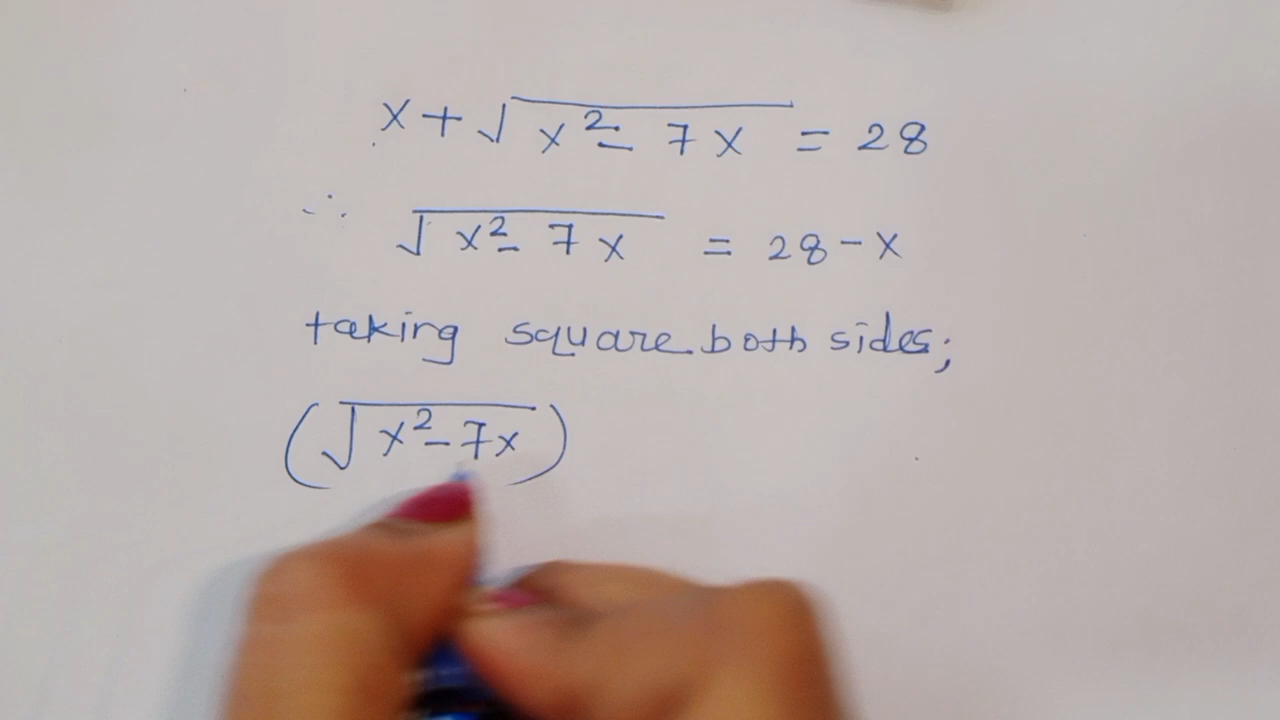 x + √(x² - 7x) = 28
∴ √(x² - 7x) = 28 - x
taking square both sides;
(√(x² - 7x))